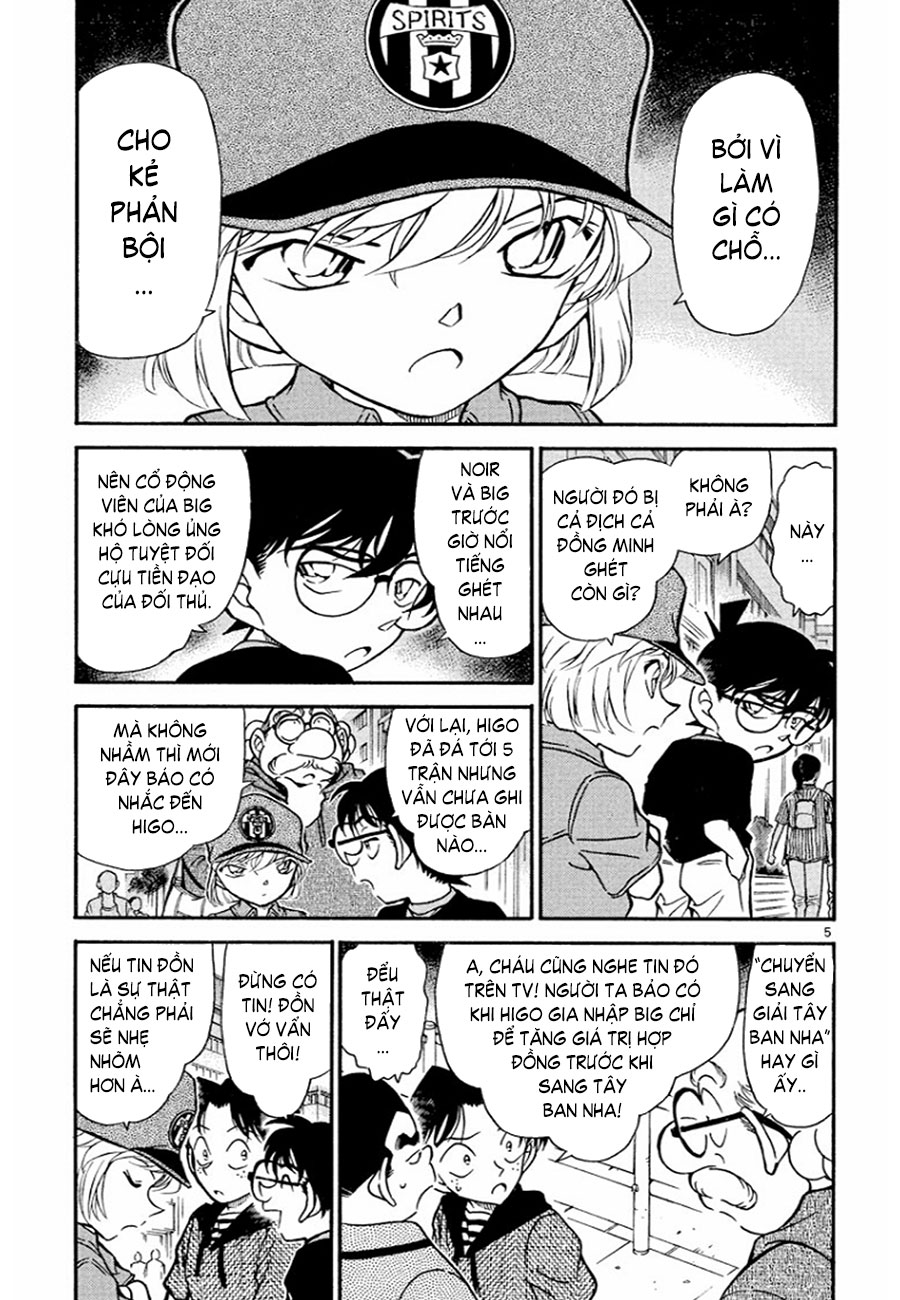 SPIRITS
BỞI VÌ
LÀM
GÌ CÓ
CHỖ...
CHO
KẺ
PHẢN
BỘI
...
NÀY
...
KHÔNG
PHẢI À?
NGƯỜI ĐÓ BỊ
CẢ ĐỊCH CẢ
ĐỒNG MINH
GHÉT
CÒN GÌ?
NOIR
VÀ BIG
TRƯỚC
GIỜ NỔI
TIẾNG
GHÉT
NHAU
...
NÊN CỔ ĐỘNG
VIÊN CỦA BIG
KHÓ LÒNG ỦNG
HỘ TUYỆT ĐỐI
CỰU TIỀN ĐẠO
CỦA ĐỐI THỦ.
VỚI LẠI, HIGO
ĐÃ ĐÁ TỚI 5
TRẬN NHƯNG
VẪN CHƯA GHI
ĐƯỢC BÀN
NÀO...
MÀ KHÔNG
NHẦM THÌ MỚI
ĐÂY BÁO CÓ
NHẮC ĐẾN
HIGO...
5
"CHUYỂN
SANG
GIẢI TÂY
BAN NHA"
HAY GÌ
ẤY..
A, CHÁU CŨNG NGHE TIN ĐÓ
TRÊN TV! NGƯỜI TA BẢO CÓ
KHI HIGO GIA NHẬP BIG CHỈ
ĐỂ TĂNG GIÁ TRỊ HỢP
ĐỒNG TRƯỚC KHI
SANG TÂY
BAN NHA!
ĐỂU
THẬT
ĐẤY
...
ĐỪNG CÓ
TIN! ĐỒN
VỚ VẨN
THÔI!
NẾU TIN ĐỒN
LÀ SỰ THẬT
CHẲNG PHẢI
SẼ NHẸ
NHÕM
HƠN À...